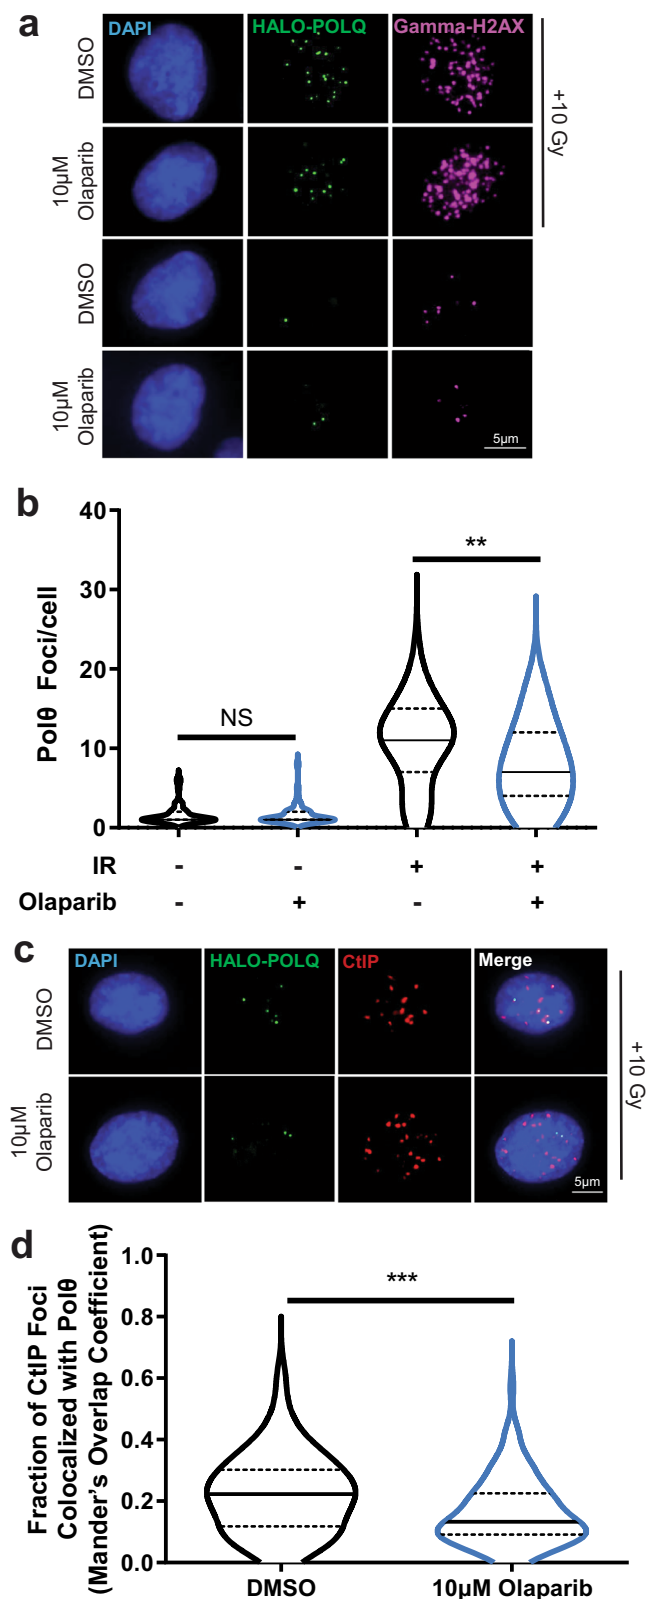 a
DAPI HALO-POLQ Gamma-H2AX
DMSO
10µM
Olaparib
+10 Gy
DMSO
10µM
Olaparib
5µm
b
Polθ Foci/cell
40
30
20
10
0
NS
**
IR - - + +
Olaparib - + - +
c
DAPI HALO-POLQ CtIP Merge
DMSO
10µM
Olaparib
+10 Gy
5µm
d
Fraction of CtIP Foci
Colocalized with Polθ
(Mander's Overlap Coefficient)
1.0
0.8
0.6
0.4
0.2
0.0
***
DMSO 10µM Olaparib